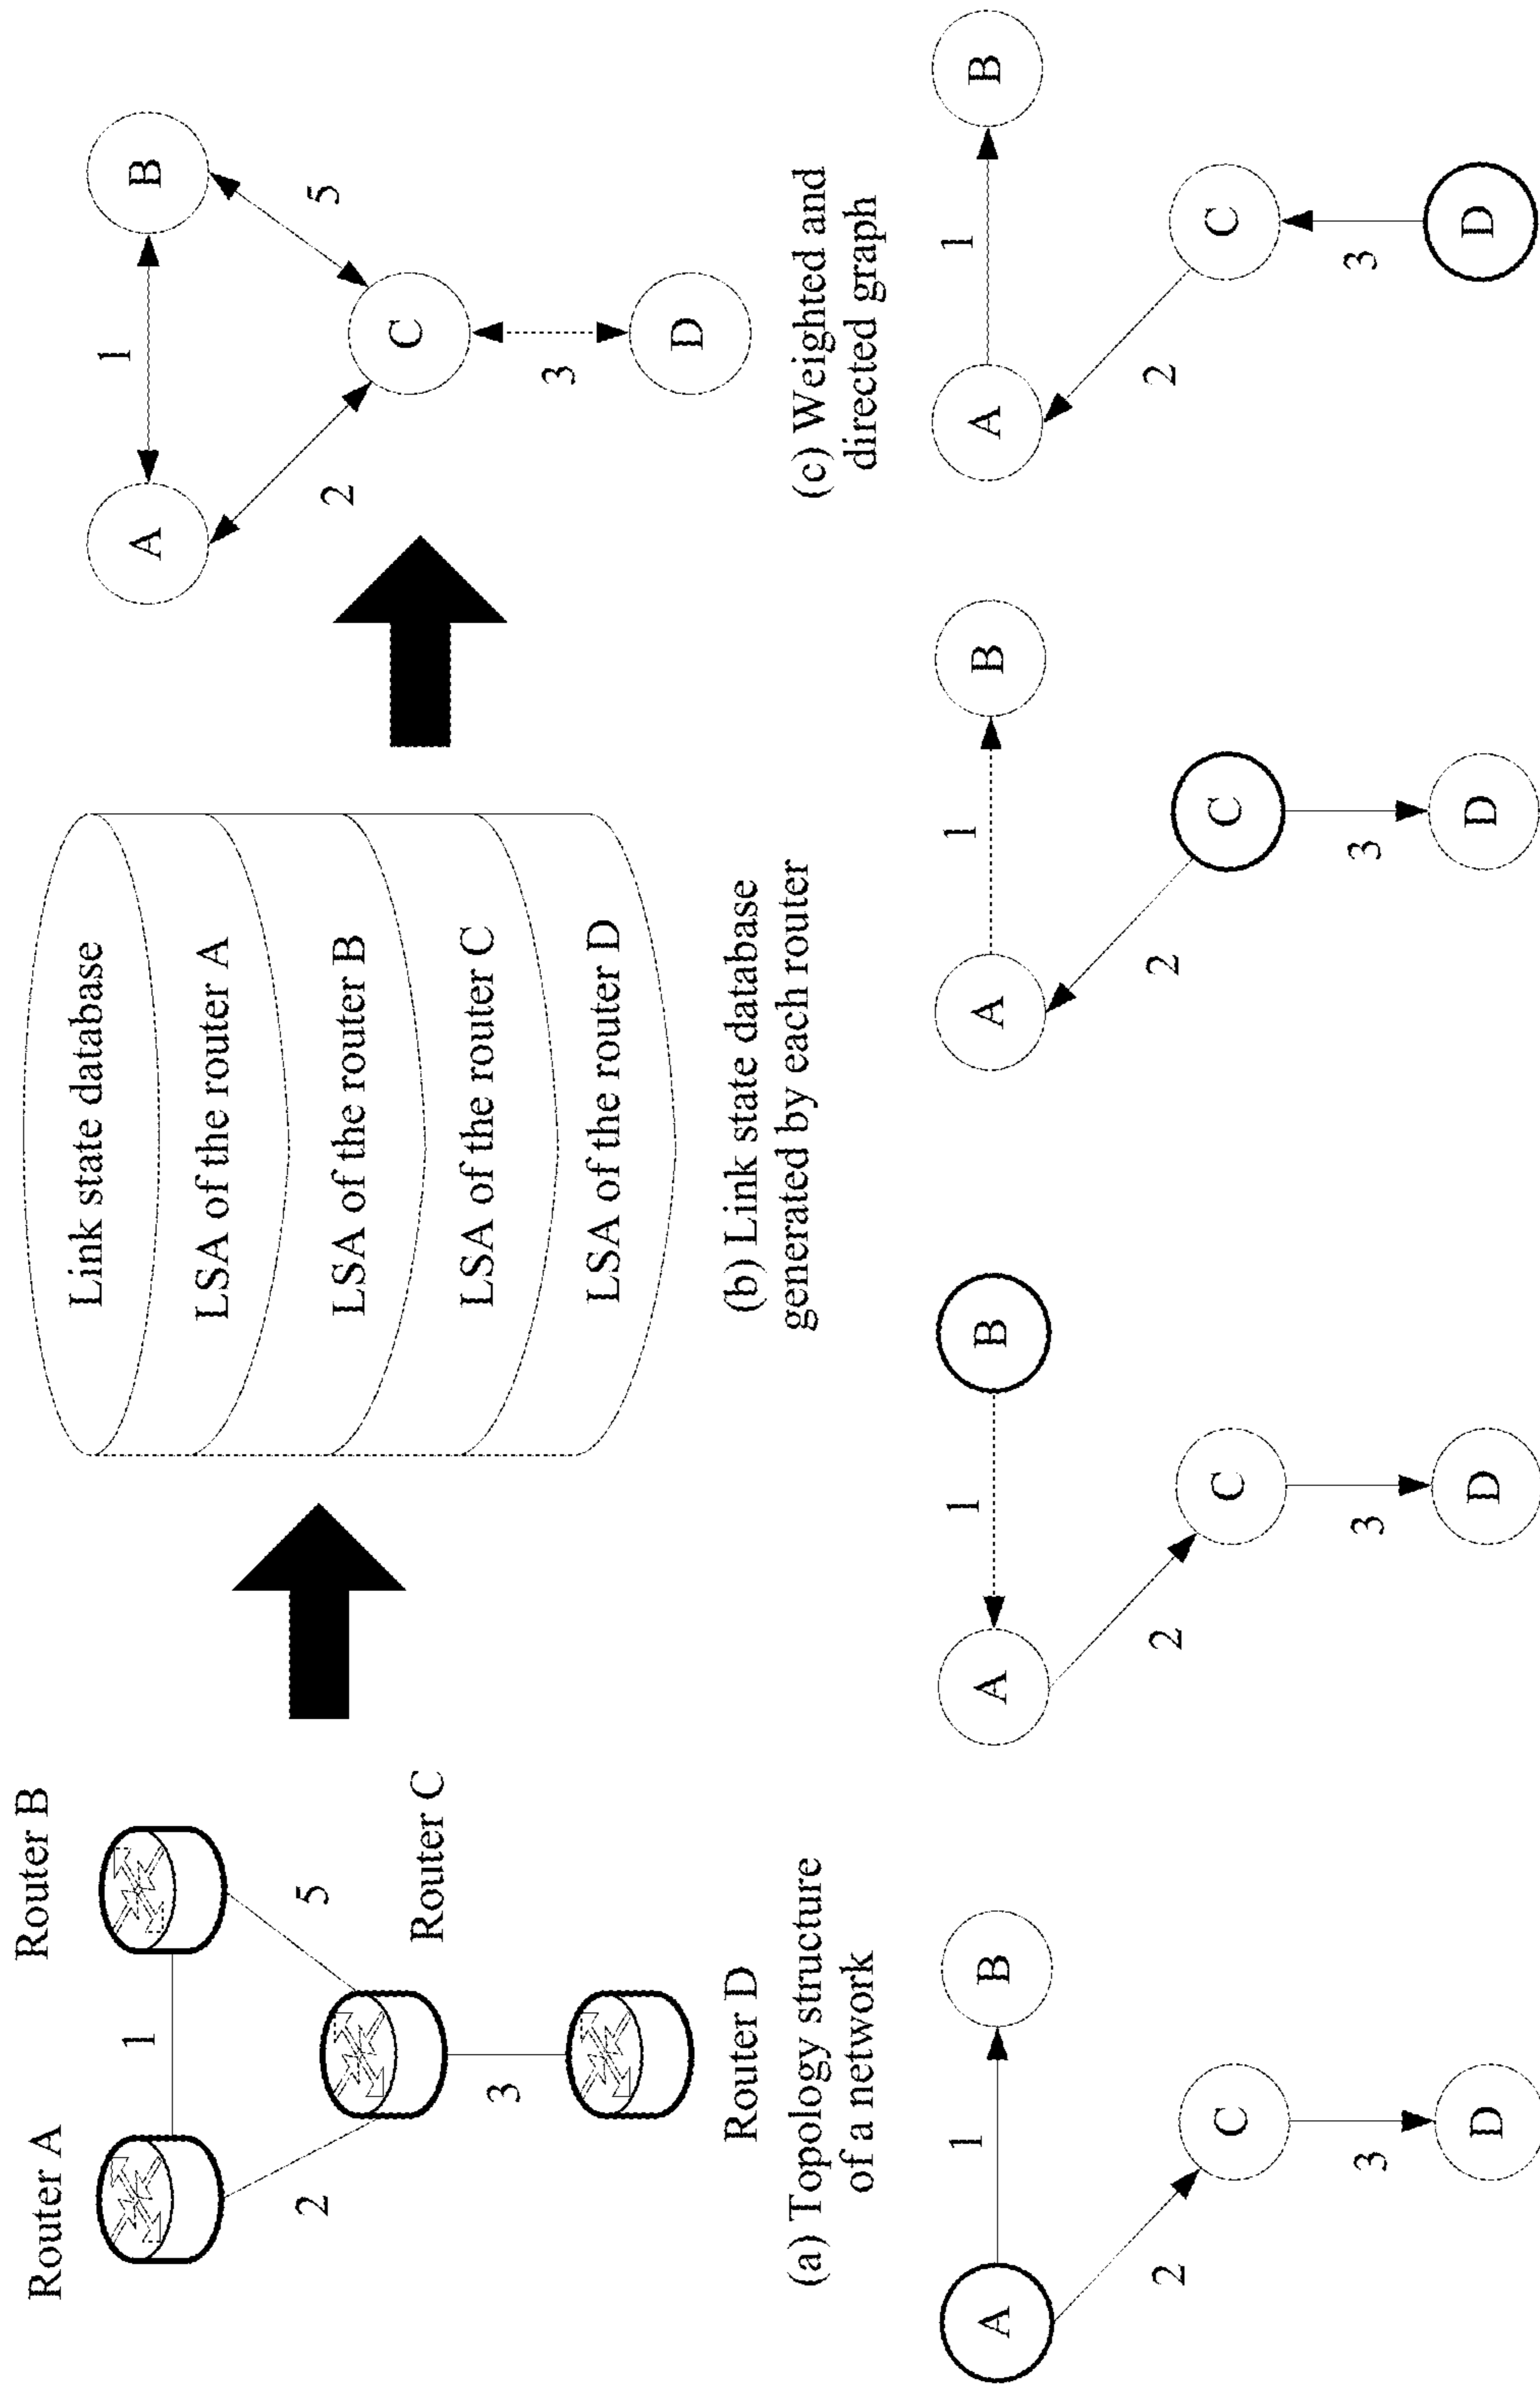 Router A
Router B
1
2
5
Router C
3
Router D
(a) Topology structure
of a network
Link state database
LSA of the router A
LSA of the router B
LSA of the router C
LSA of the router D
(b) Link state database
generated by each router
A
1
B
2
5
C
3
D
(c) Weighted and
directed graph
A
1
B
2
C
3
D
A
1
B
2
C
3
D
A
1
B
2
C
3
D
A
1
B
2
C
3
D